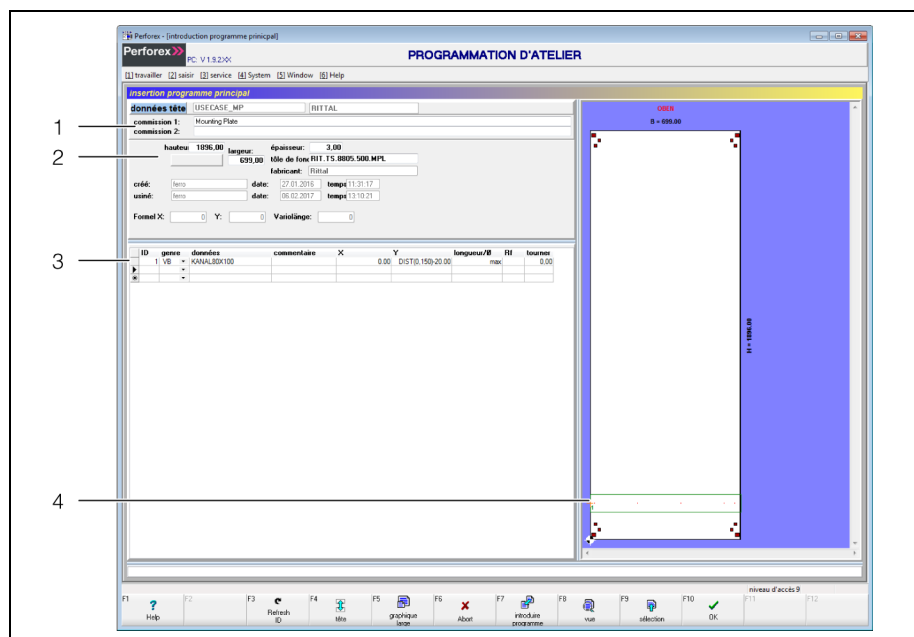 Perforex - [introduction programme prinicpal]
Perforex>> PC: V 1.9.2.XX PROGRAMMATION D'ATELIER
[1] travailler [2] saisir [3] service [4] System [5] Window [6] Help
insertion programme principal
données tête USECASE_MP RITTAL
1 commission 1: Mounting Plate
commission 2:
2 hauteu 1896,00 largeur: 699,00 épaisseur: 3,00
tôle de fon RIT.TS.8805.500.MPL
fabricant: Rittal
créé: ferro date: 27.01.2016 temps 11:31:17
usiné: ferro date: 06.02.2017 temps 13:10:21
Formel X: 0 Y: 0 Variolänge: 0
ID genre données commentaire X Y longueur/Ø RI tourner
3 1 VB KANAL80X100 0.00 DIST(0,150)-20.00 max 0,00
OBEN
B = 699.00
H = 1896.00
4
niveau d'accès 9
F1 Help
F2
F3 Refresh ID
F4 tête
F5 graphique large
F6 Abort
F7 introduire programme
F8 vue
F9 sélection
F10 OK
F11
F12